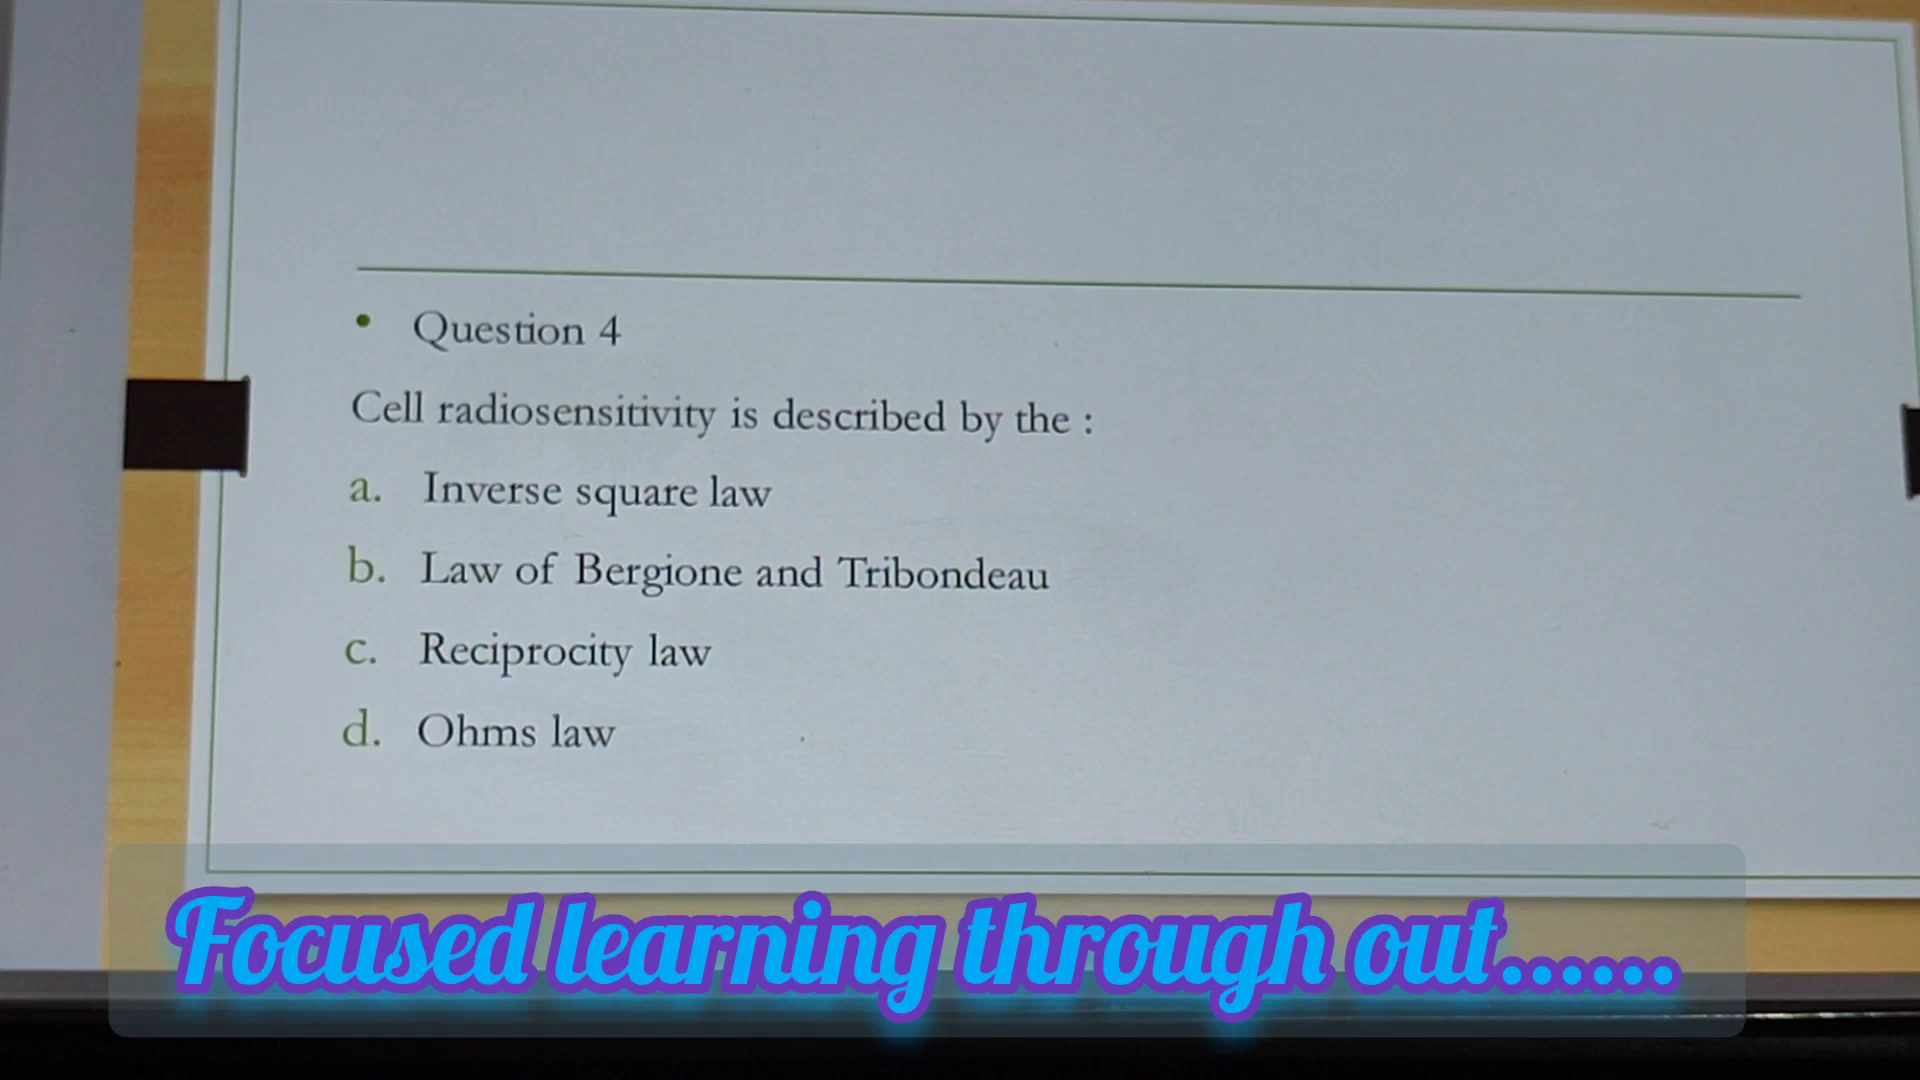 • Question 4
Cell radiosensitivity is described by the :
a. Inverse square law
b. Law of Bergione and Tribondeau
c. Reciprocity law
d. Ohms law
Focused learning through out......